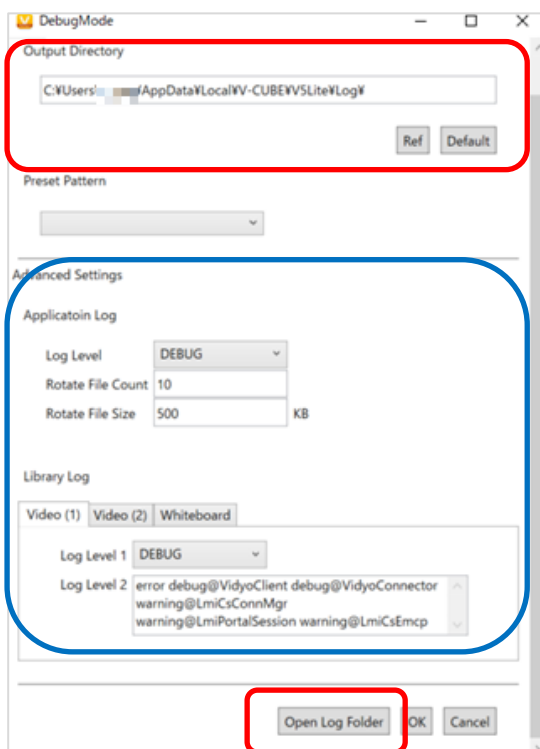 DebugMode
Output Directory
C:¥Users¥ ¥AppData¥Local¥V-CUBE¥V5Lite¥Log¥
Ref Default
Preset Pattern
Advanced Settings
Applicatoin Log
Log Level DEBUG
Rotate File Count 10
Rotate File Size 500 KB
Library Log
Video (1) Video (2) Whiteboard
Log Level 1 DEBUG
Log Level 2 error debug@VidyoClient debug@VidyoConnector
warning@LmiCsConnMgr
warning@LmiPortalSession warning@LmiCsEmcp
Open Log Folder OK Cancel